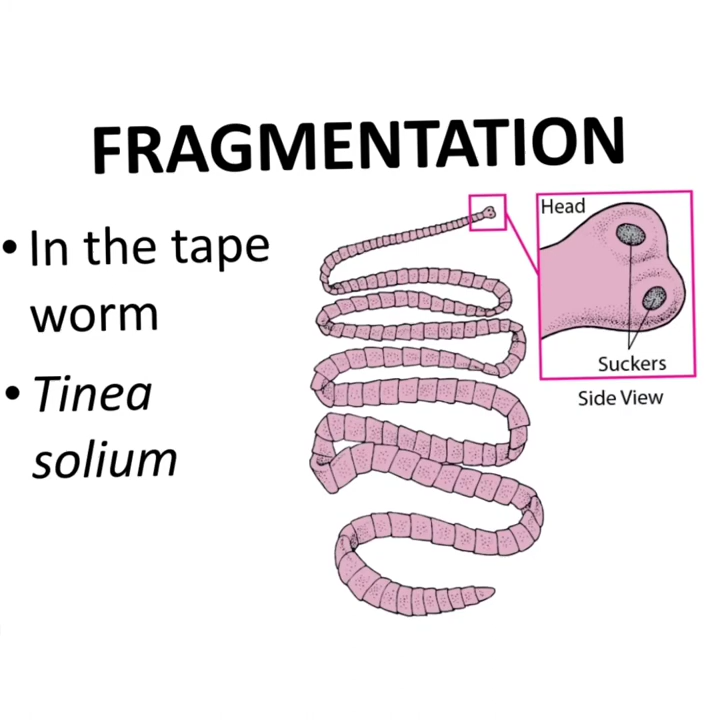 FRAGMENTATION
• In the tape
worm
• Tinea
solium
Head
Suckers
Side View